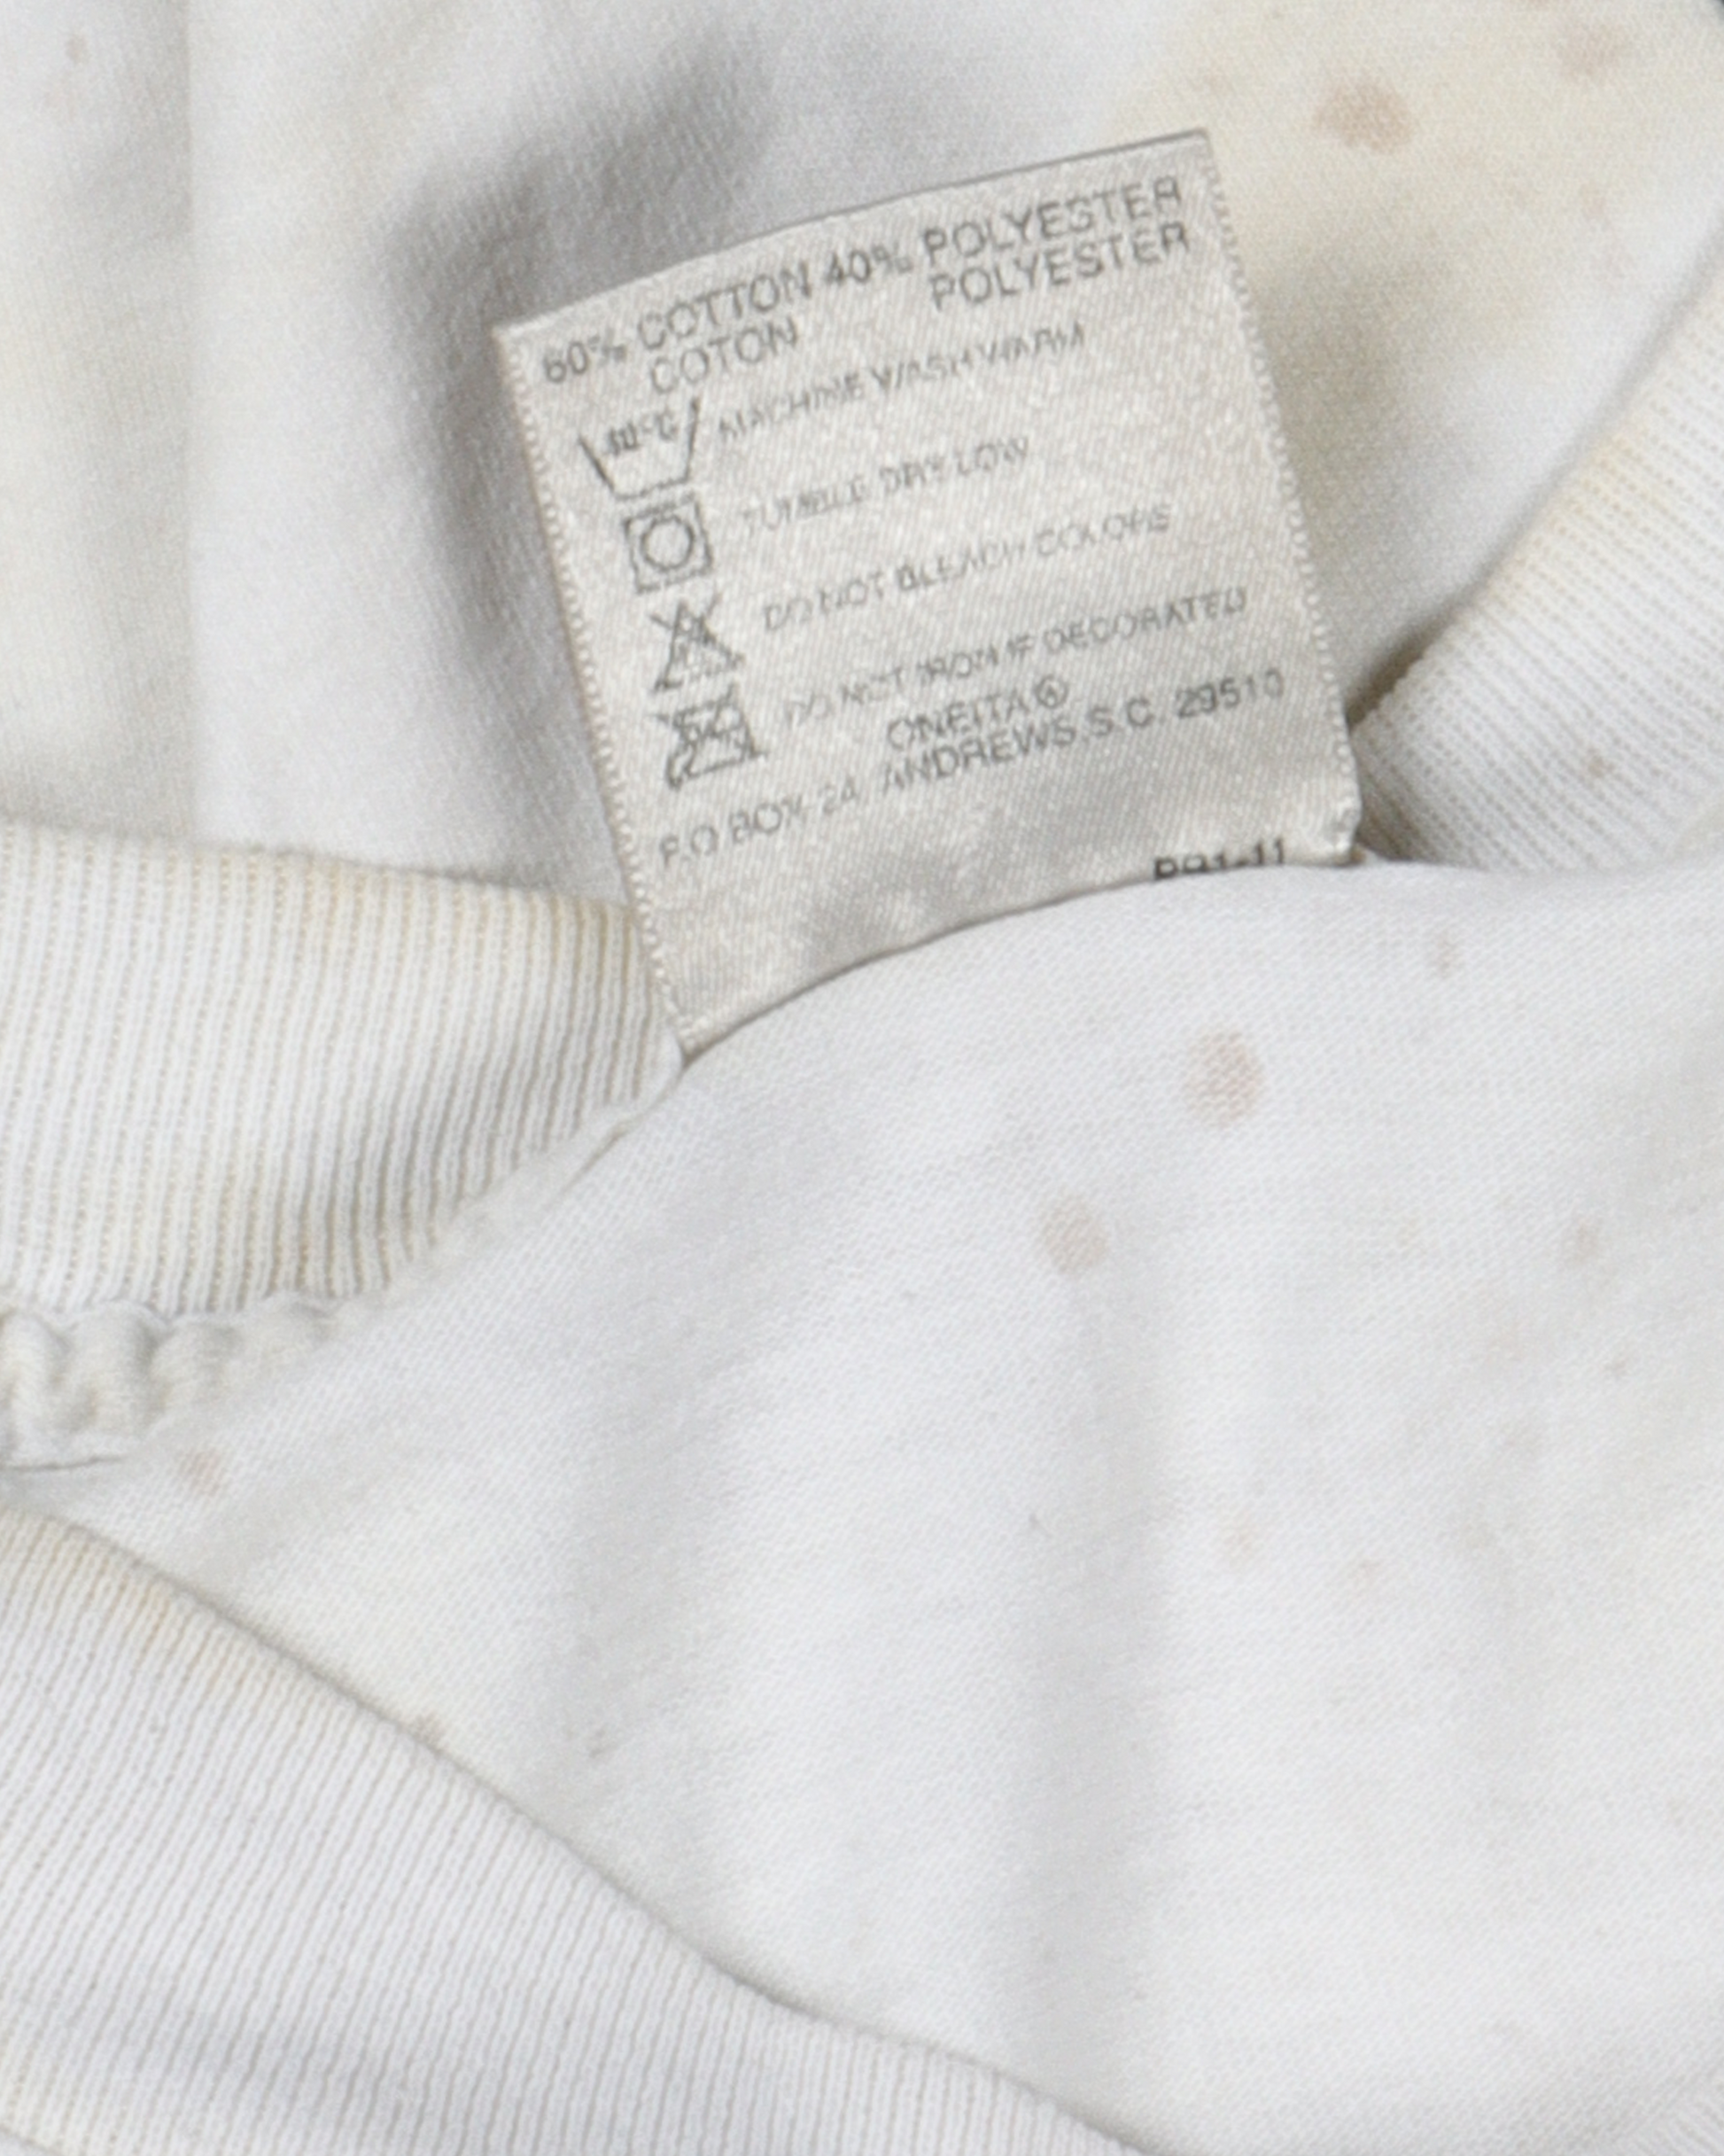 60% COTTON 40% POLYESTER
COTON POLYESTER
40°C MACHINE WASH WARM
TUMBLE DRY LOW
DO NOT BLEACH COLORS
DO NOT IRON IF DECORATED
ONEITA®
P.O BOX 24 ANDREWS, S.C. 29510